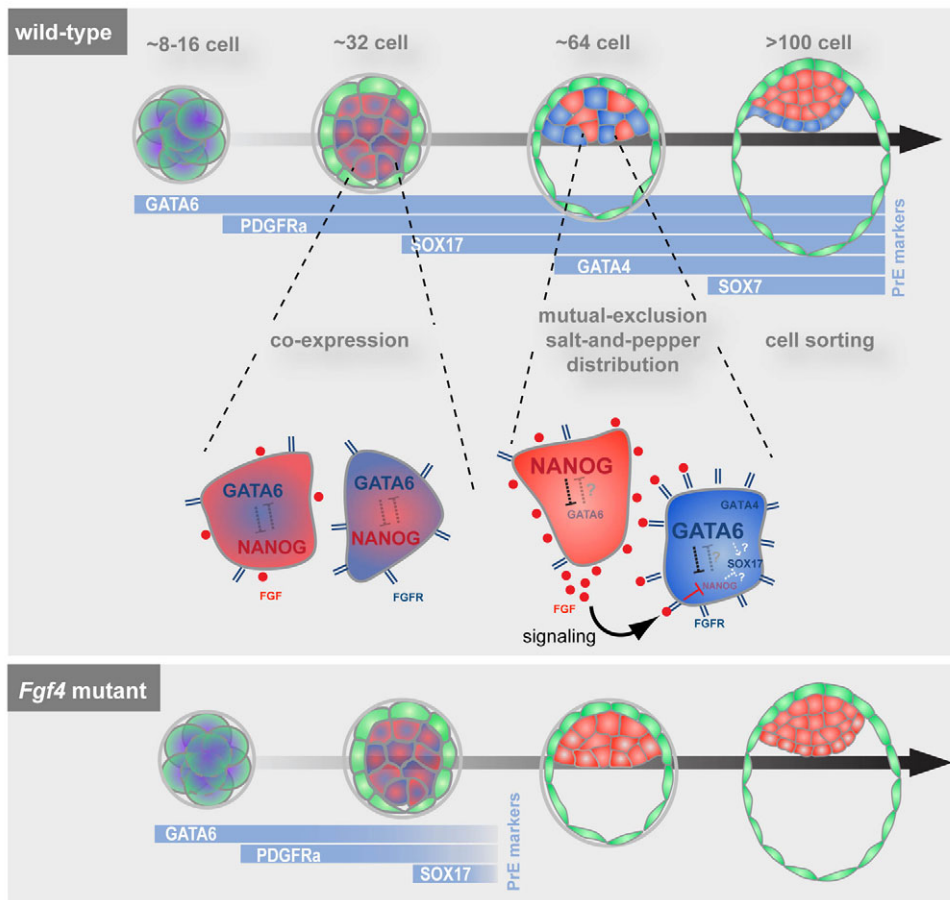 wild-type
~8-16 cell
~32 cell
~64 cell
>100 cell
GATA6
PDGFRa
SOX17
GATA4
SOX7
PrE markers
co-expression
mutual-exclusion
salt-and-pepper
distribution
cell sorting
GATA6
NANOG
FGF
GATA6
NANOG
FGFR
NANOG
?
GATA6
FGF
signaling
GATA4
GATA6
?
?
SOX17
?
NANOG
FGFR
Fgf4 mutant
GATA6
PDGFRa
SOX17
PrE markers